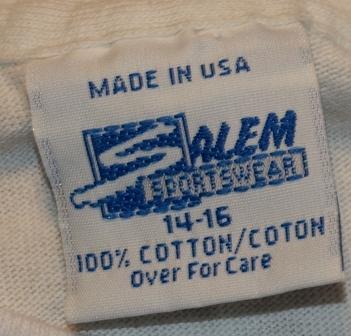 MADE IN USA
SALEM
SPORTSWEAR
14-16
100% COTTON/COTON
Over For Care